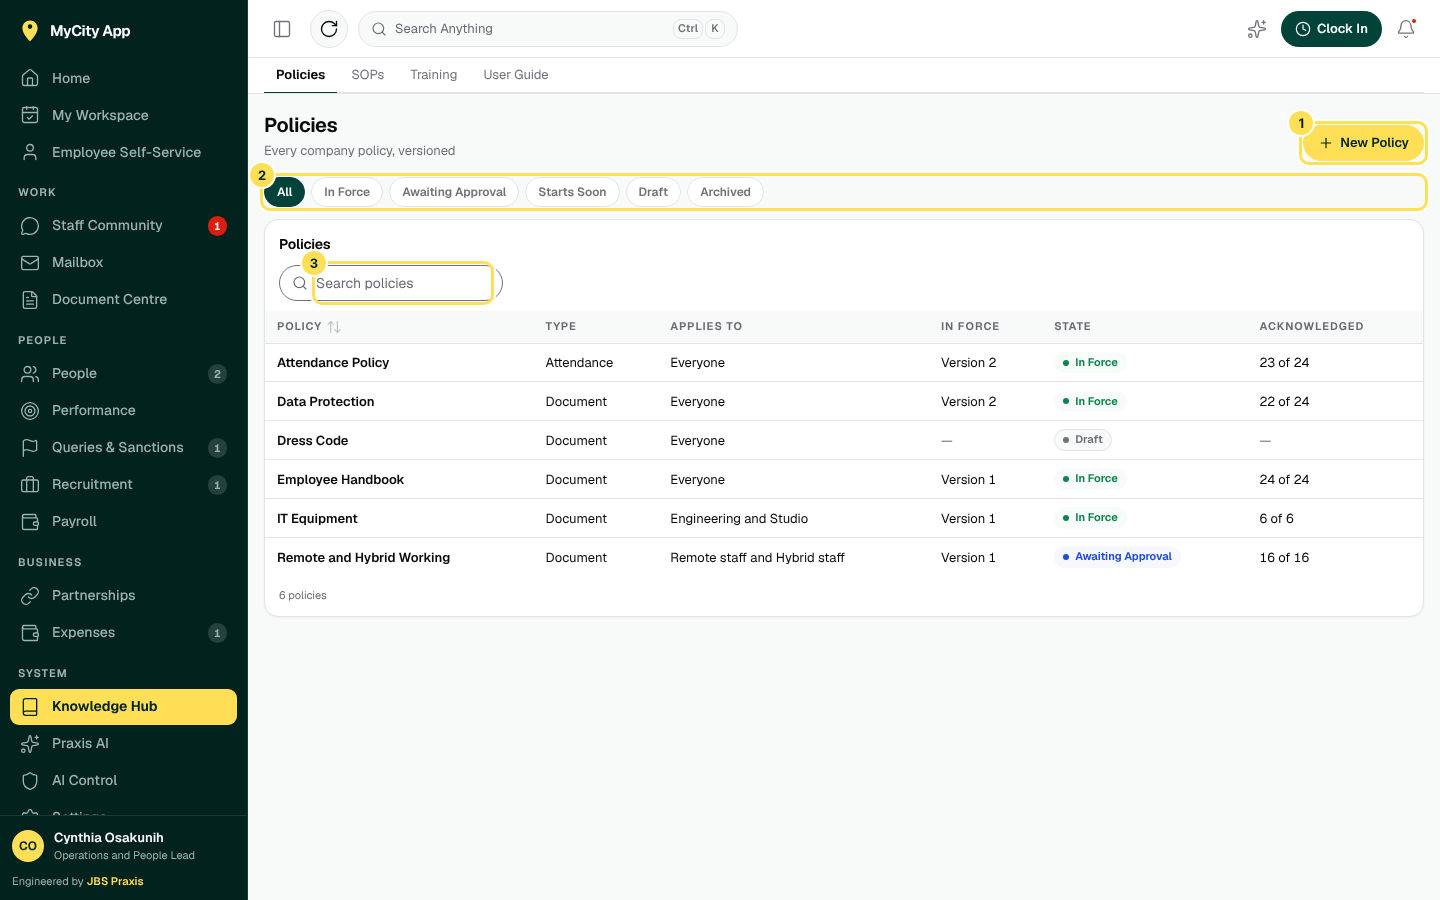 MyCity App
Home
My Workspace
Employee Self-Service
WORK
Staff Community 1
Mailbox
Document Centre
PEOPLE
People 2
Performance
Queries & Sanctions 1
Recruitment 1
Payroll
BUSINESS
Partnerships
Expenses 1
SYSTEM
Knowledge Hub
Praxis AI
AI Control
CO
Cynthia Osakunih
Operations and People Lead
Engineered by JBS Praxis
Search Anything Ctrl K
Clock In
Policies SOPs Training User Guide
Policies
Every company policy, versioned
1
+ New Policy
2
All In Force Awaiting Approval Starts Soon Draft Archived
Policies
3
Search policies
POLICY TYPE APPLIES TO IN FORCE STATE ACKNOWLEDGED
Attendance Policy Attendance Everyone Version 2 In Force 23 of 24
Data Protection Document Everyone Version 2 In Force 22 of 24
Dress Code Document Everyone — Draft —
Employee Handbook Document Everyone Version 1 In Force 24 of 24
IT Equipment Document Engineering and Studio Version 1 In Force 6 of 6
Remote and Hybrid Working Document Remote staff and Hybrid staff Version 1 Awaiting Approval 16 of 16
6 policies